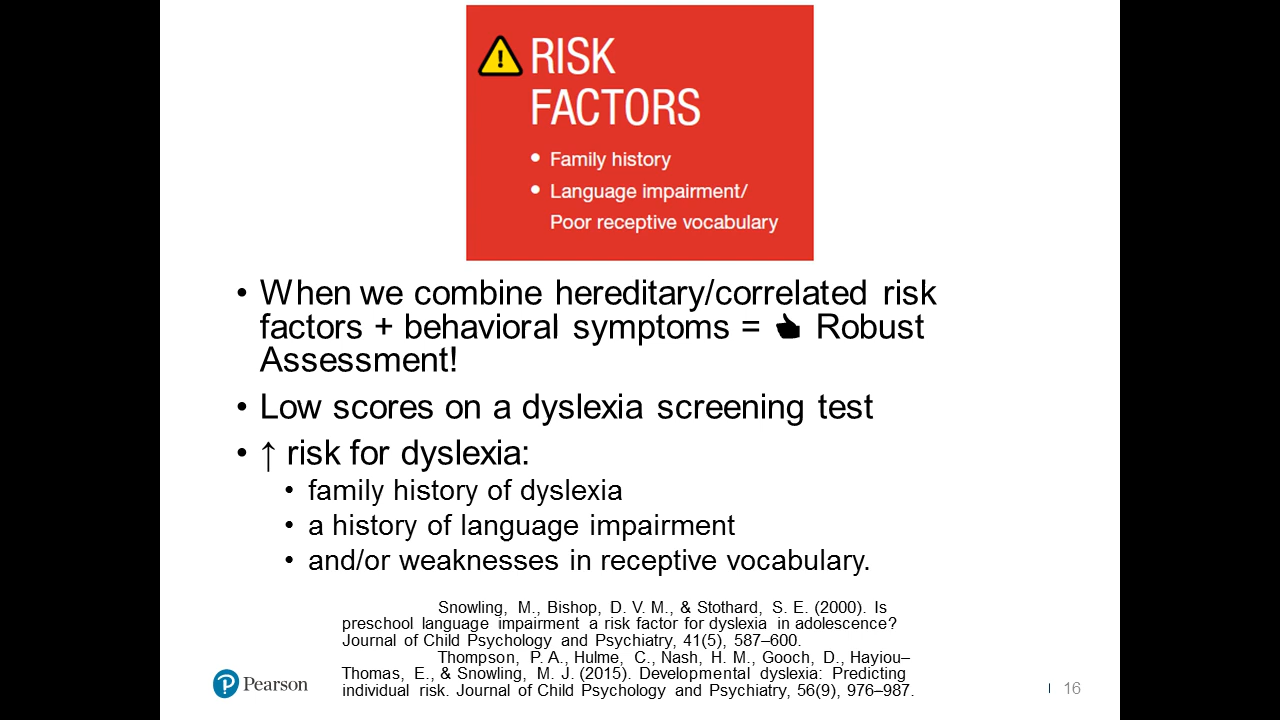 RISK
FACTORS
• Family history
• Language impairment/
Poor receptive vocabulary
• When we combine hereditary/correlated risk
factors + behavioral symptoms = 👍 Robust
Assessment!
• Low scores on a dyslexia screening test
• ↑ risk for dyslexia:
• family history of dyslexia
• a history of language impairment
• and/or weaknesses in receptive vocabulary.
Snowling, M., Bishop, D. V. M., & Stothard, S. E. (2000). Is
preschool language impairment a risk factor for dyslexia in adolescence?
Journal of Child Psychology and Psychiatry, 41(5), 587–600.
Thompson, P. A., Hulme, C., Nash, H. M., Gooch, D., Hayiou–
Thomas, E., & Snowling, M. J. (2015). Developmental dyslexia: Predicting
individual risk. Journal of Child Psychology and Psychiatry, 56(9), 976–987.
Pearson
16